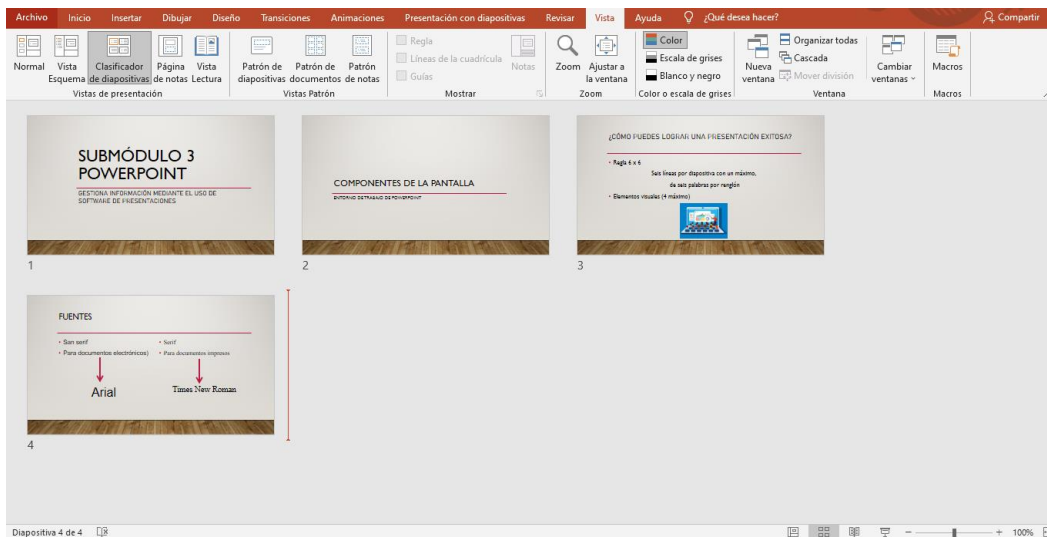 Archivo Inicio Insertar Dibujar Diseño Transiciones Animaciones Presentación con diapositivas Revisar Vista Ayuda ¿Qué desea hacer? Compartir
Normal Vista Esquema Clasificador de diapositivas Página de notas Vista Lectura
Vistas de presentación
Patrón de diapositivas Patrón de documentos Patrón de notas
Vistas Patrón
Regla
Líneas de la cuadrícula
Guías
Notas
Mostrar
Zoom Ajustar a la ventana
Zoom
Color
Escala de grises
Blanco y negro
Color o escala de grises
Nueva ventana
Organizar todas
Cascada
Mover división
Cambiar ventanas
Ventana
Macros
Macros
SUBMÓDULO 3
POWERPOINT
GESTIONA INFORMACIÓN MEDIANTE EL USO DE
SOFTWARE DE PRESENTACIONES
1
COMPONENTES DE LA PANTALLA
ENTORNO DE TRABAJO DE POWERPOINT
2
¿CÓMO PUEDES LOGRAR UNA PRESENTACIÓN EXITOSA?
• Regla 6 x 6
Seis líneas por diapositiva con un máximo,
de seis palabras por renglón
• Elementos visuales (4 máximo)
3
FUENTES
• San serif
• Para documentos electrónicos)
Arial
• Serif
• Para documentos impresos
Times New Roman
4
Diapositiva 4 de 4
100%